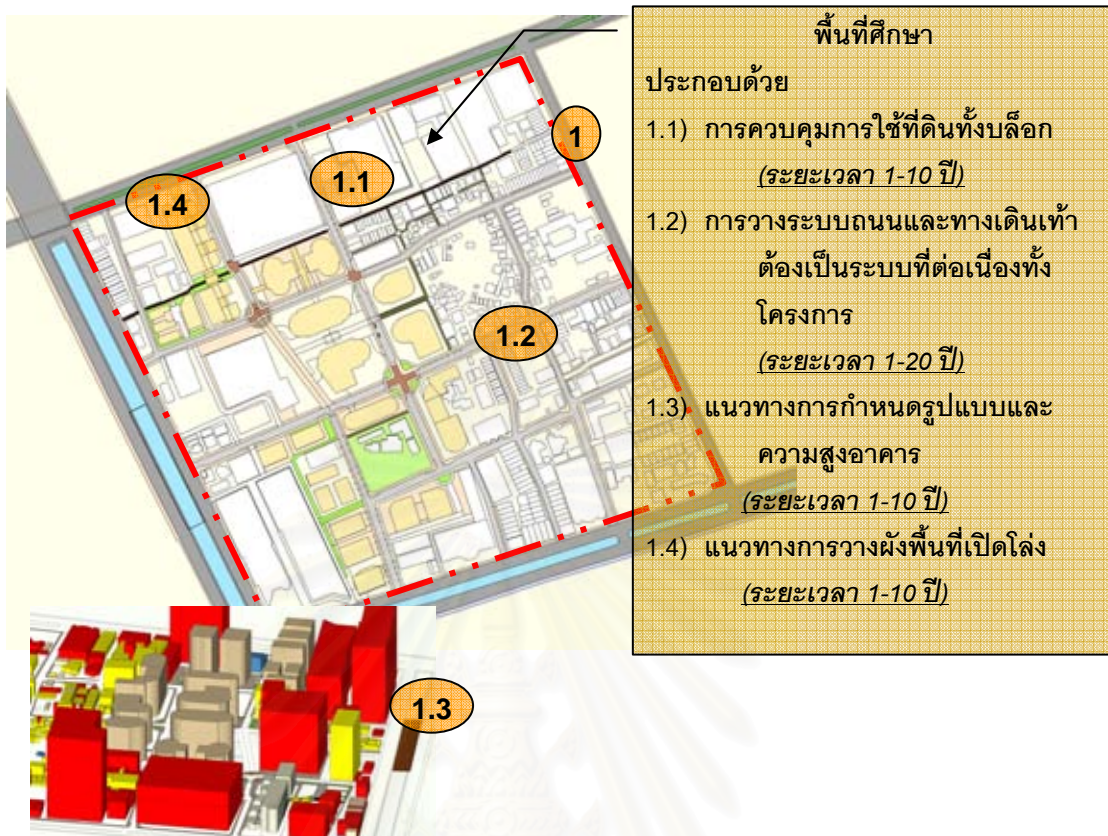 พื้นที่ศึกษา
ประกอบด้วย
1.1) การควบคุมการใช้ที่ดินทั้งบล็อก
(ระยะเวลา 1-10 ปี)
1.2) การวางระบบถนนและทางเดินเท้า
ต้องเป็นระบบที่ต่อเนื่องทั้ง
โครงการ
(ระยะเวลา 1-20 ปี)
1.3) แนวทางการกำหนดรูปแบบและ
ความสูงอาคาร
(ระยะเวลา 1-10 ปี)
1.4) แนวทางการวางผังพื้นที่เปิดโล่ง
(ระยะเวลา 1-10 ปี)
1
1.1
1.4
1.2
1.3